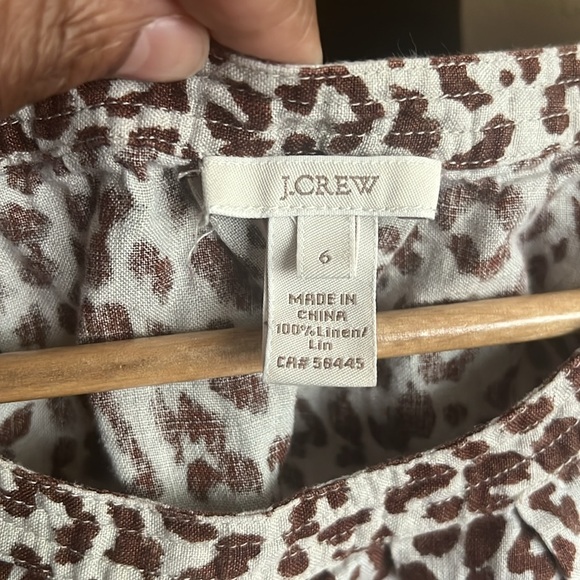 J.CREW
6
MADE IN
CHINA
100%Linen/
Lin
CA# 56445